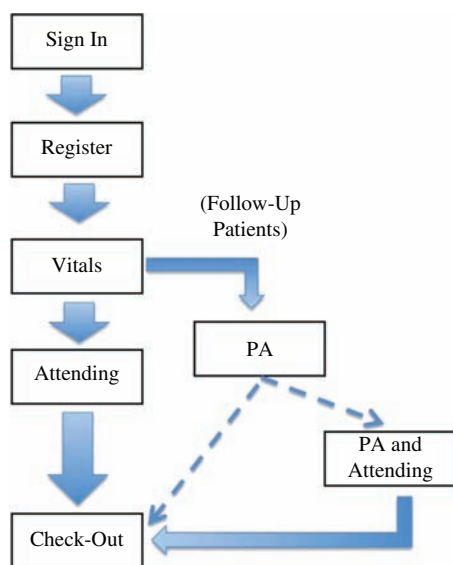 Sign In
Register
(Follow-Up
Patients)
Vitals
PA
Attending
PA and
Attending
Check-Out